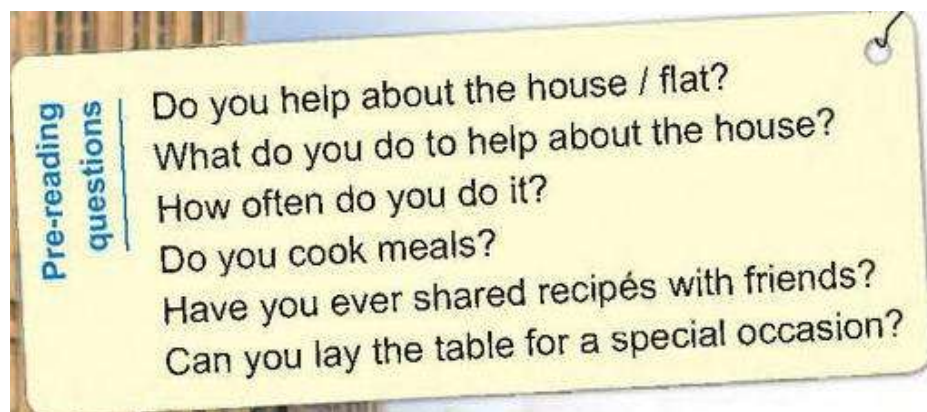 Pre-reading
questions
Do you help about the house / flat?
What do you do to help about the house?
How often do you do it?
Do you cook meals?
Have you ever shared recipés with friends?
Can you lay the table for a special occasion?